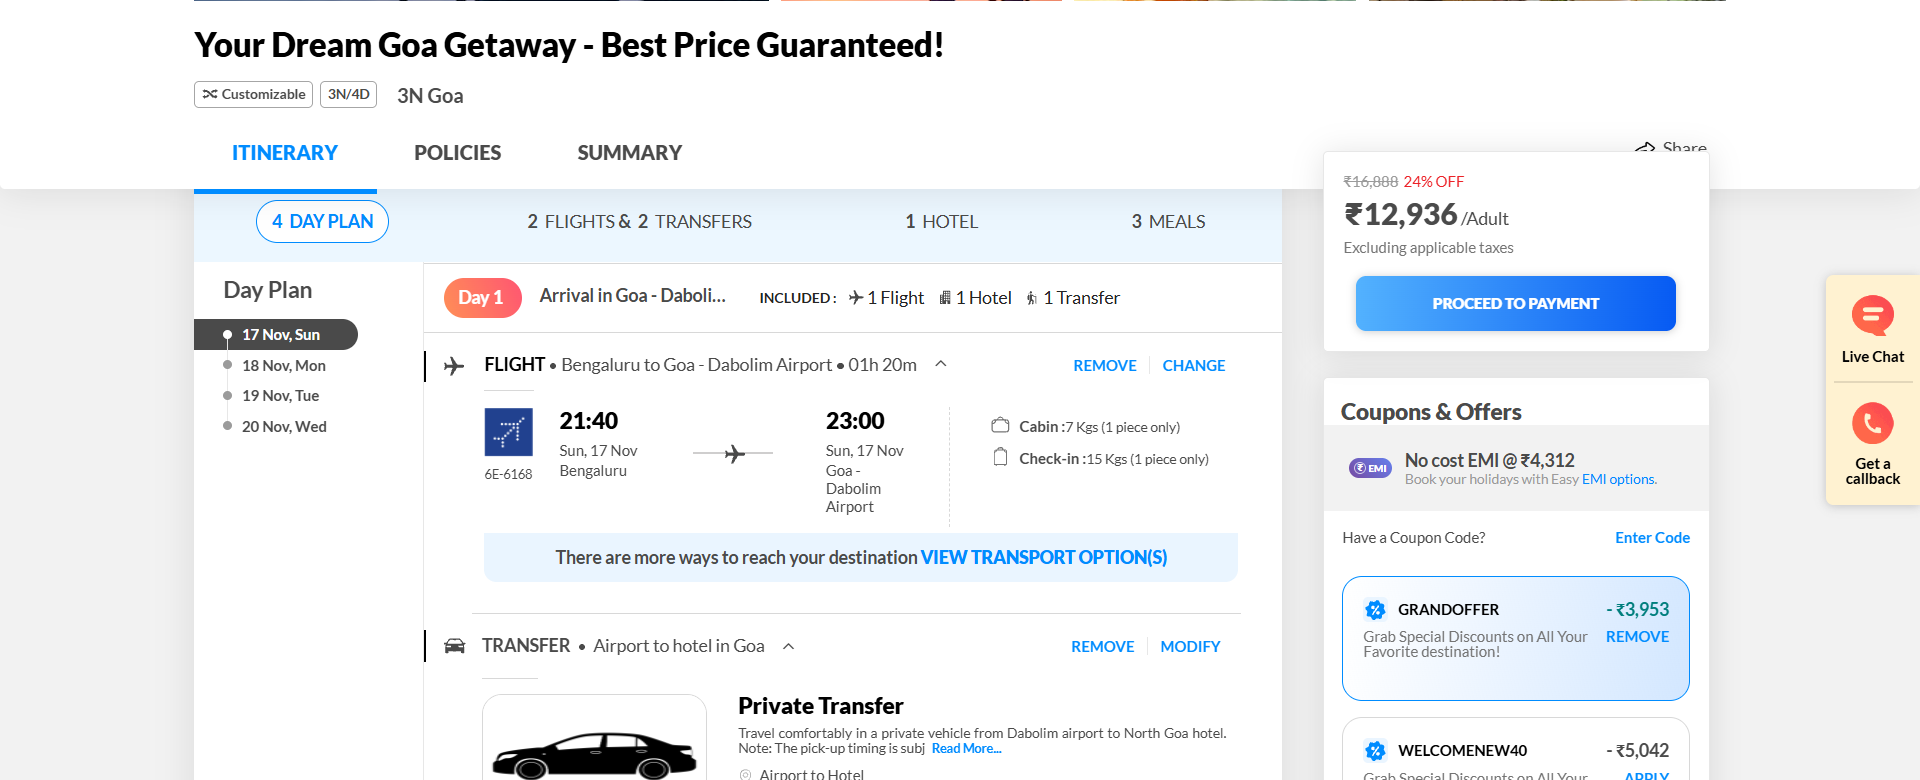 Your Dream Goa Getaway - Best Price Guaranteed!
Customizable
3N/4D
3N Goa
ITINERARY
POLICIES
SUMMARY
Share
4 DAY PLAN
2 FLIGHTS & 2 TRANSFERS
1 HOTEL
3 MEALS
Day Plan
17 Nov, Sun
18 Nov, Mon
19 Nov, Tue
20 Nov, Wed
Day 1
Arrival in Goa - Daboli...
INCLUDED :
1 Flight
1 Hotel
1 Transfer
FLIGHT • Bengaluru to Goa - Dabolim Airport • 01h 20m
REMOVE
CHANGE
6E-6168
21:40
Sun, 17 Nov
Bengaluru
23:00
Sun, 17 Nov
Goa -
Dabolim
Airport
Cabin :7 Kgs (1 piece only)
Check-in :15 Kgs (1 piece only)
There are more ways to reach your destination VIEW TRANSPORT OPTION(S)
TRANSFER • Airport to hotel in Goa
REMOVE
MODIFY
Private Transfer
Travel comfortably in a private vehicle from Dabolim airport to North Goa hotel.
Note: The pick-up timing is subj Read More...
Airport to Hotel
₹16,888 24% OFF
₹12,936 /Adult
Excluding applicable taxes
PROCEED TO PAYMENT
Coupons & Offers
₹ EMI
No cost EMI @ ₹4,312
Book your holidays with Easy EMI options.
Have a Coupon Code?
Enter Code
GRANDOFFER
- ₹3,953
Grab Special Discounts on All Your
Favorite destination!
REMOVE
WELCOMENEW40
- ₹5,042
Grab Special Discounts on All Your
APPLY
Live Chat
Get a
callback